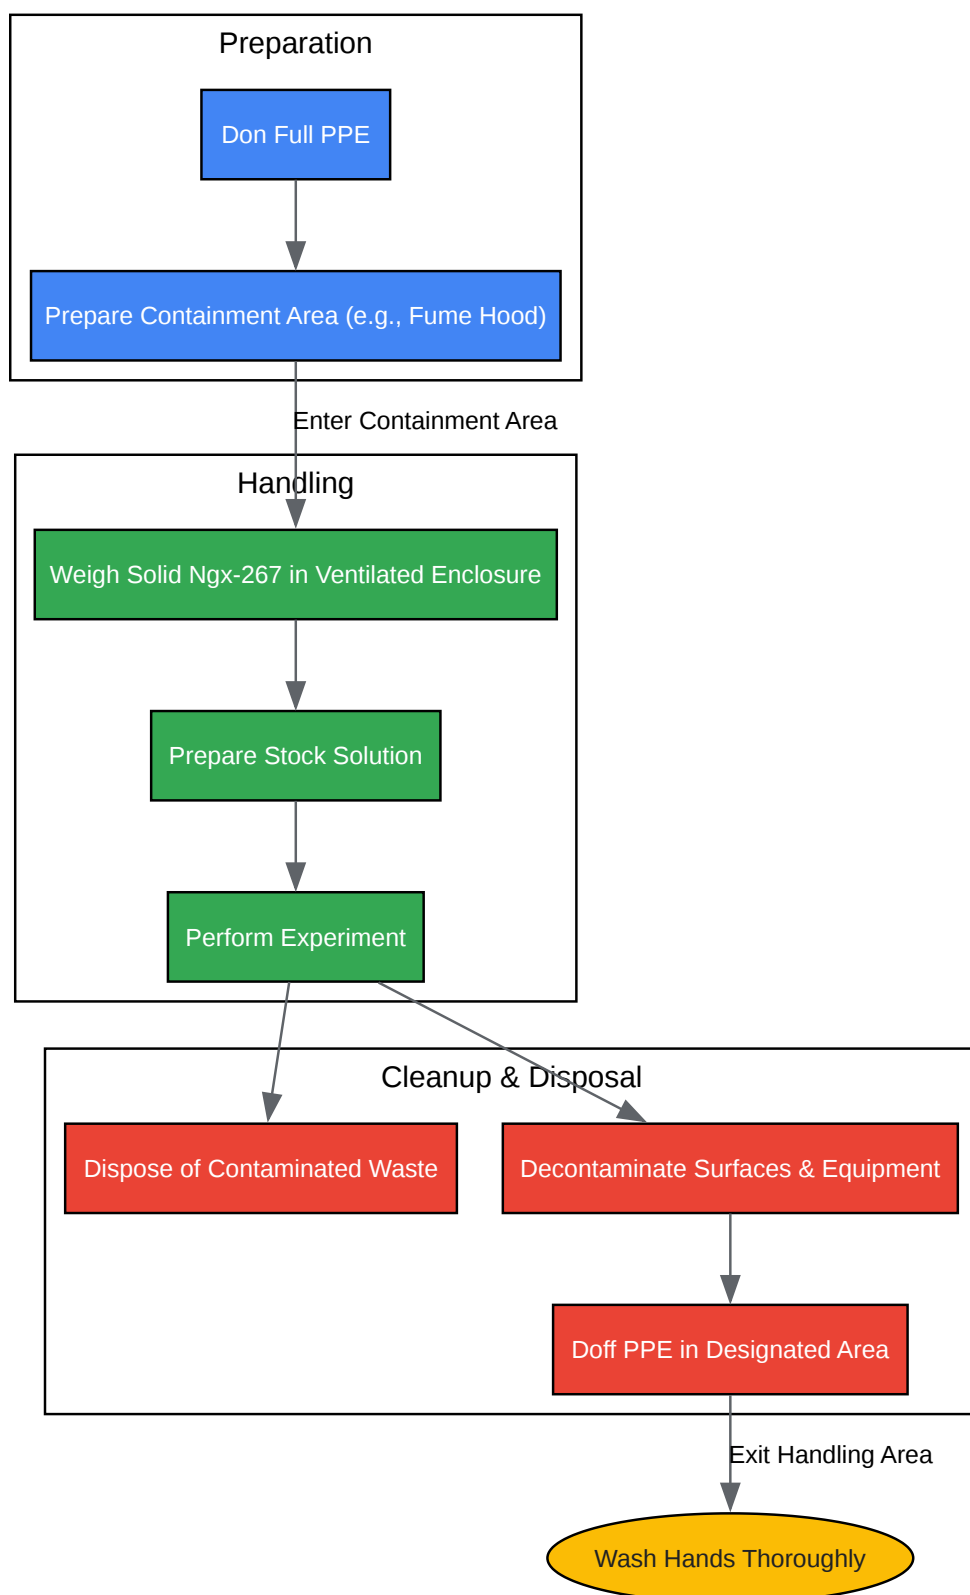 Preparation
Don Full PPE
Prepare Containment Area (e.g., Fume Hood)
Enter Containment Area
Handling
Weigh Solid Ngx-267 in Ventilated Enclosure
Prepare Stock Solution
Perform Experiment
Cleanup & Disposal
Dispose of Contaminated Waste
Decontaminate Surfaces & Equipment
Doff PPE in Designated Area
Exit Handling Area
Wash Hands Thoroughly